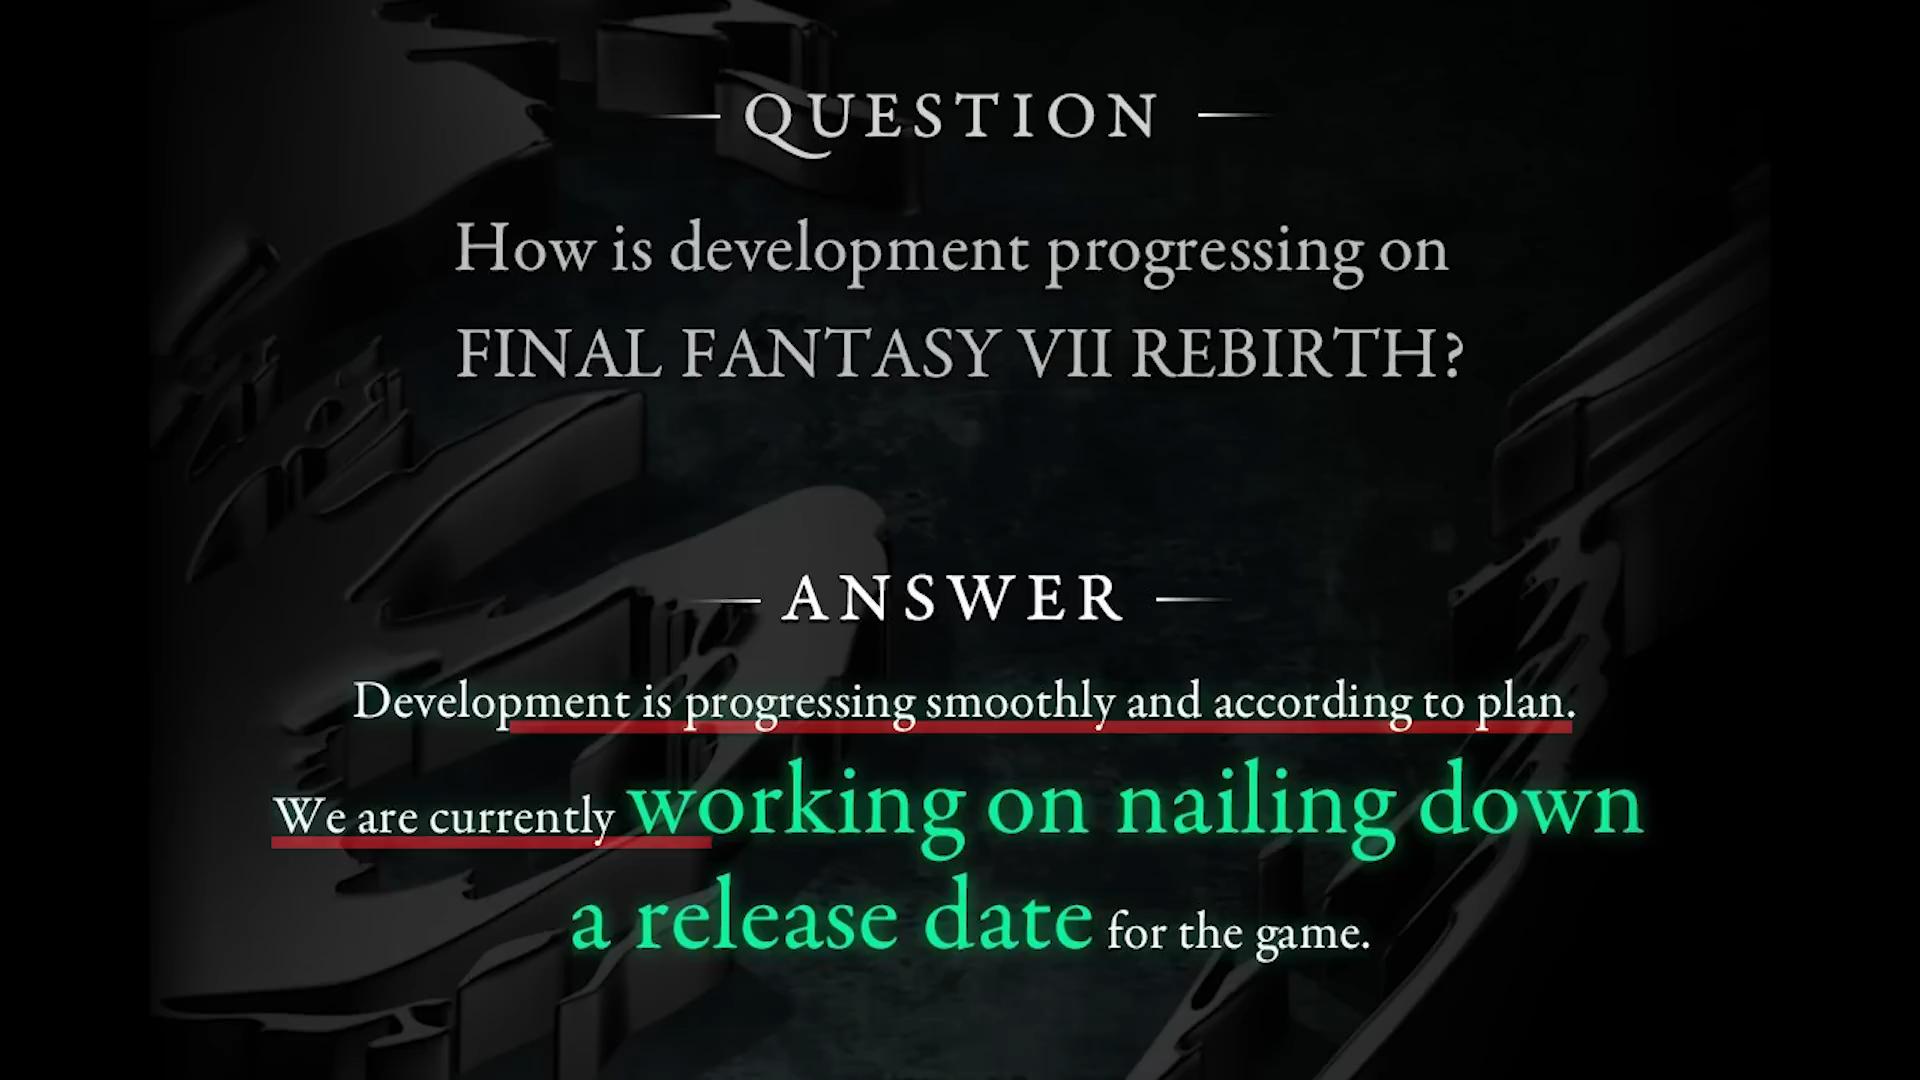 QUESTION
How is development progressing on
FINAL FANTASY VII REBIRTH?
ANSWER
Development is progressing smoothly and according to plan.
We are currently working on nailing down
a release date for the game.